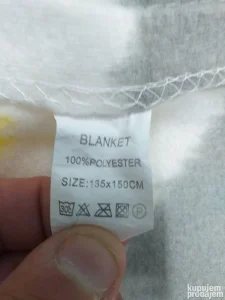 BLANKET
100%POLYESTER
SIZE:135x150CM
kupujem
prodajem